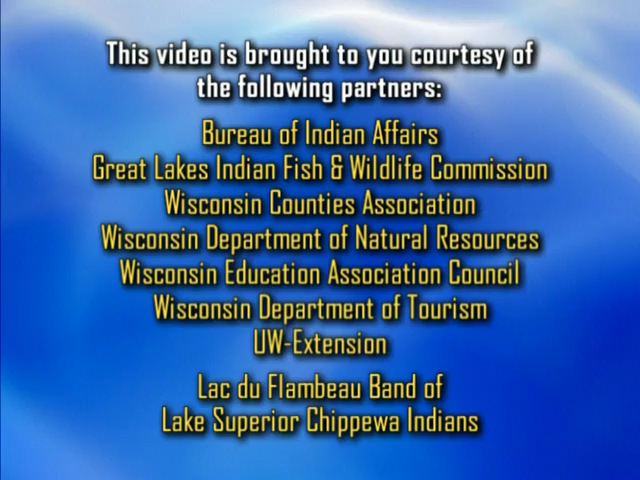 This video is brought to you courtesy of
the following partners:
Bureau of Indian Affairs
Great Lakes Indian Fish & Wildlife Commission
Wisconsin Counties Association
Wisconsin Department of Natural Resources
Wisconsin Education Association Council
Wisconsin Department of Tourism
UW-Extension
Lac du Flambeau Band of
Lake Superior Chippewa Indians